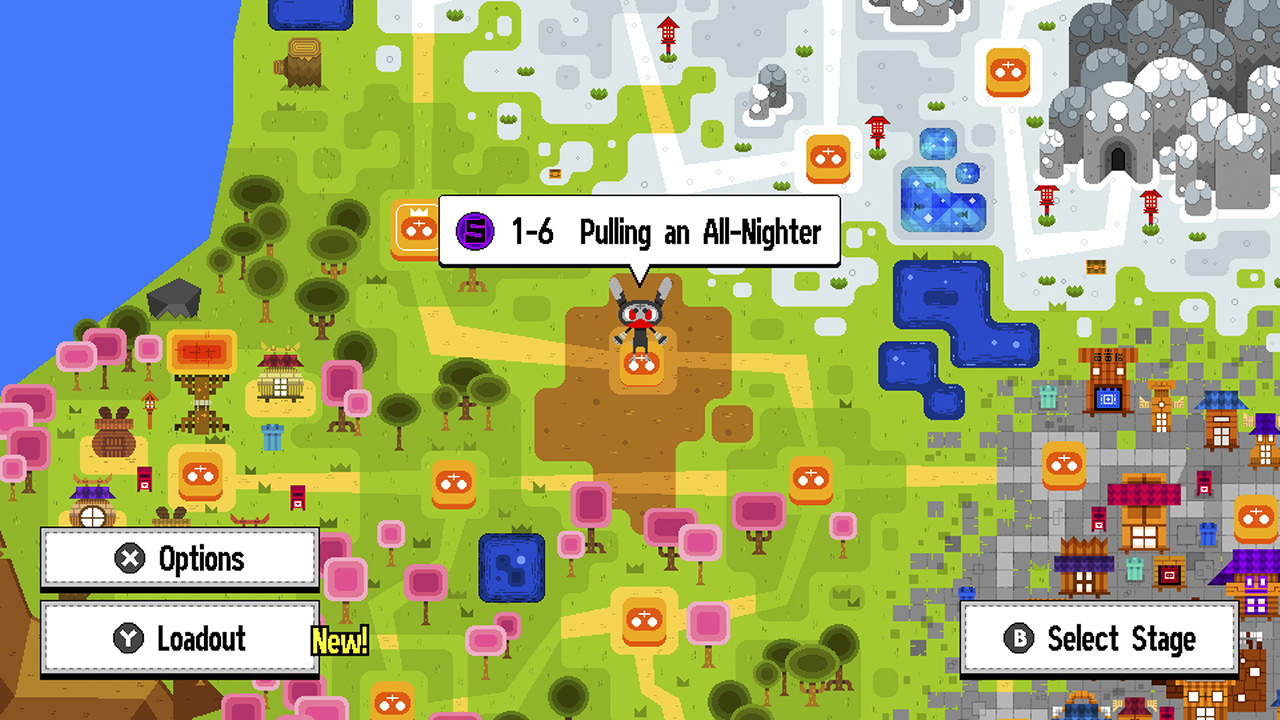 S 1-6 Pulling an All-Nighter
X Options
Y Loadout New!
B Select Stage